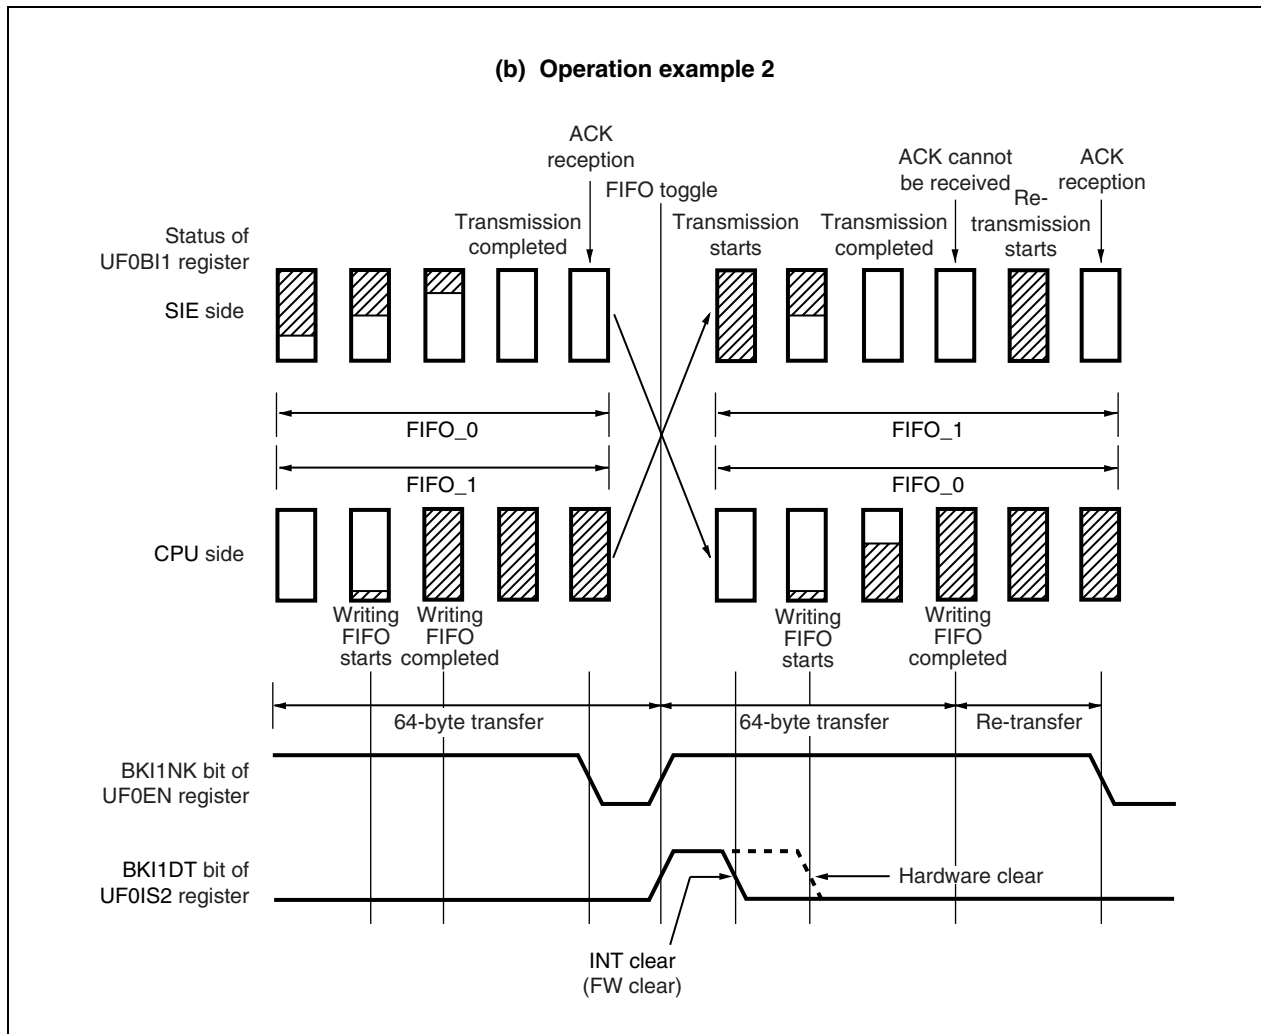 (b) Operation example 2
ACK
reception
FIFO toggle
ACK cannot
be received
ACK
reception
Status of
UF0BI1 register
SIE side
Transmission
completed
Transmission
starts
Transmission
completed
Re-
transmission
starts
FIFO_0
FIFO_1
FIFO_1
FIFO_0
CPU side
Writing
FIFO
starts
Writing
FIFO
completed
Writing
FIFO
starts
Writing
FIFO
completed
64-byte transfer
64-byte transfer
Re-transfer
BKI1NK bit of
UF0EN register
BKI1DT bit of
UF0IS2 register
Hardware clear
INT clear
(FW clear)